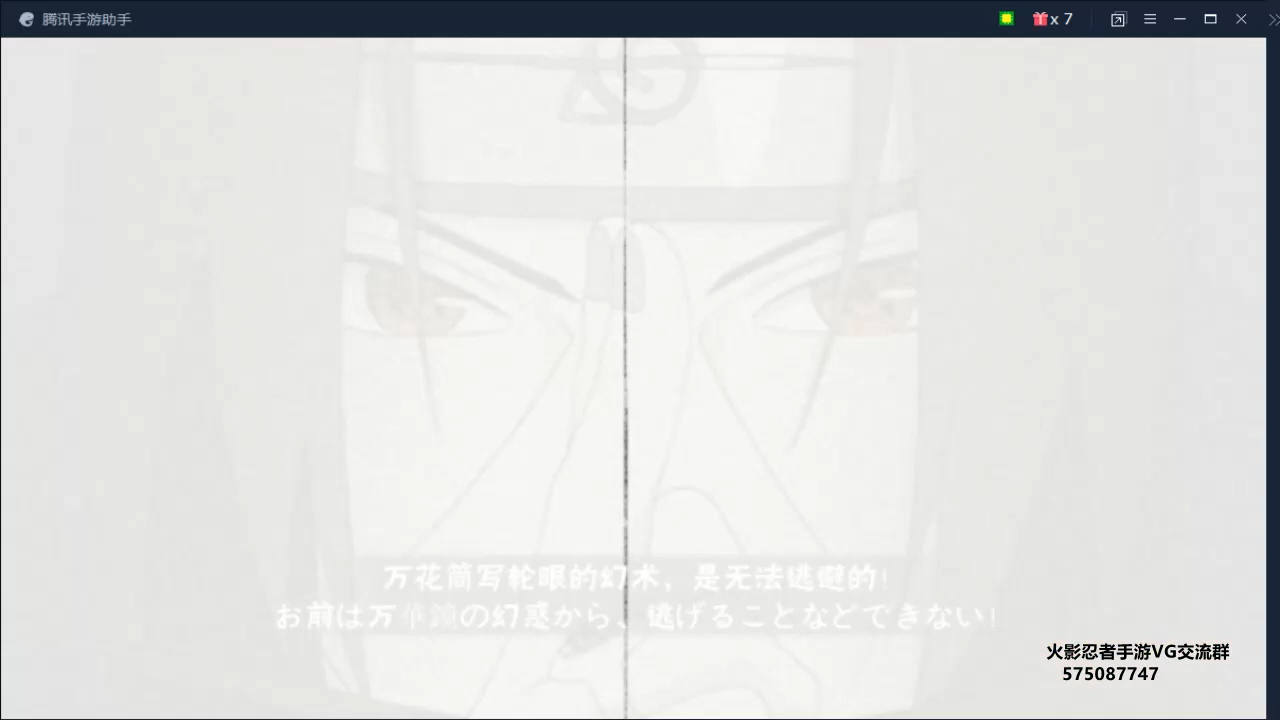 腾讯手游助手
x 7
万花筒写轮眼的幻术，是无法逃避的！
お前は万華鏡の幻惑から、逃げることなどできない！
火影忍者手游VG交流群
575087747